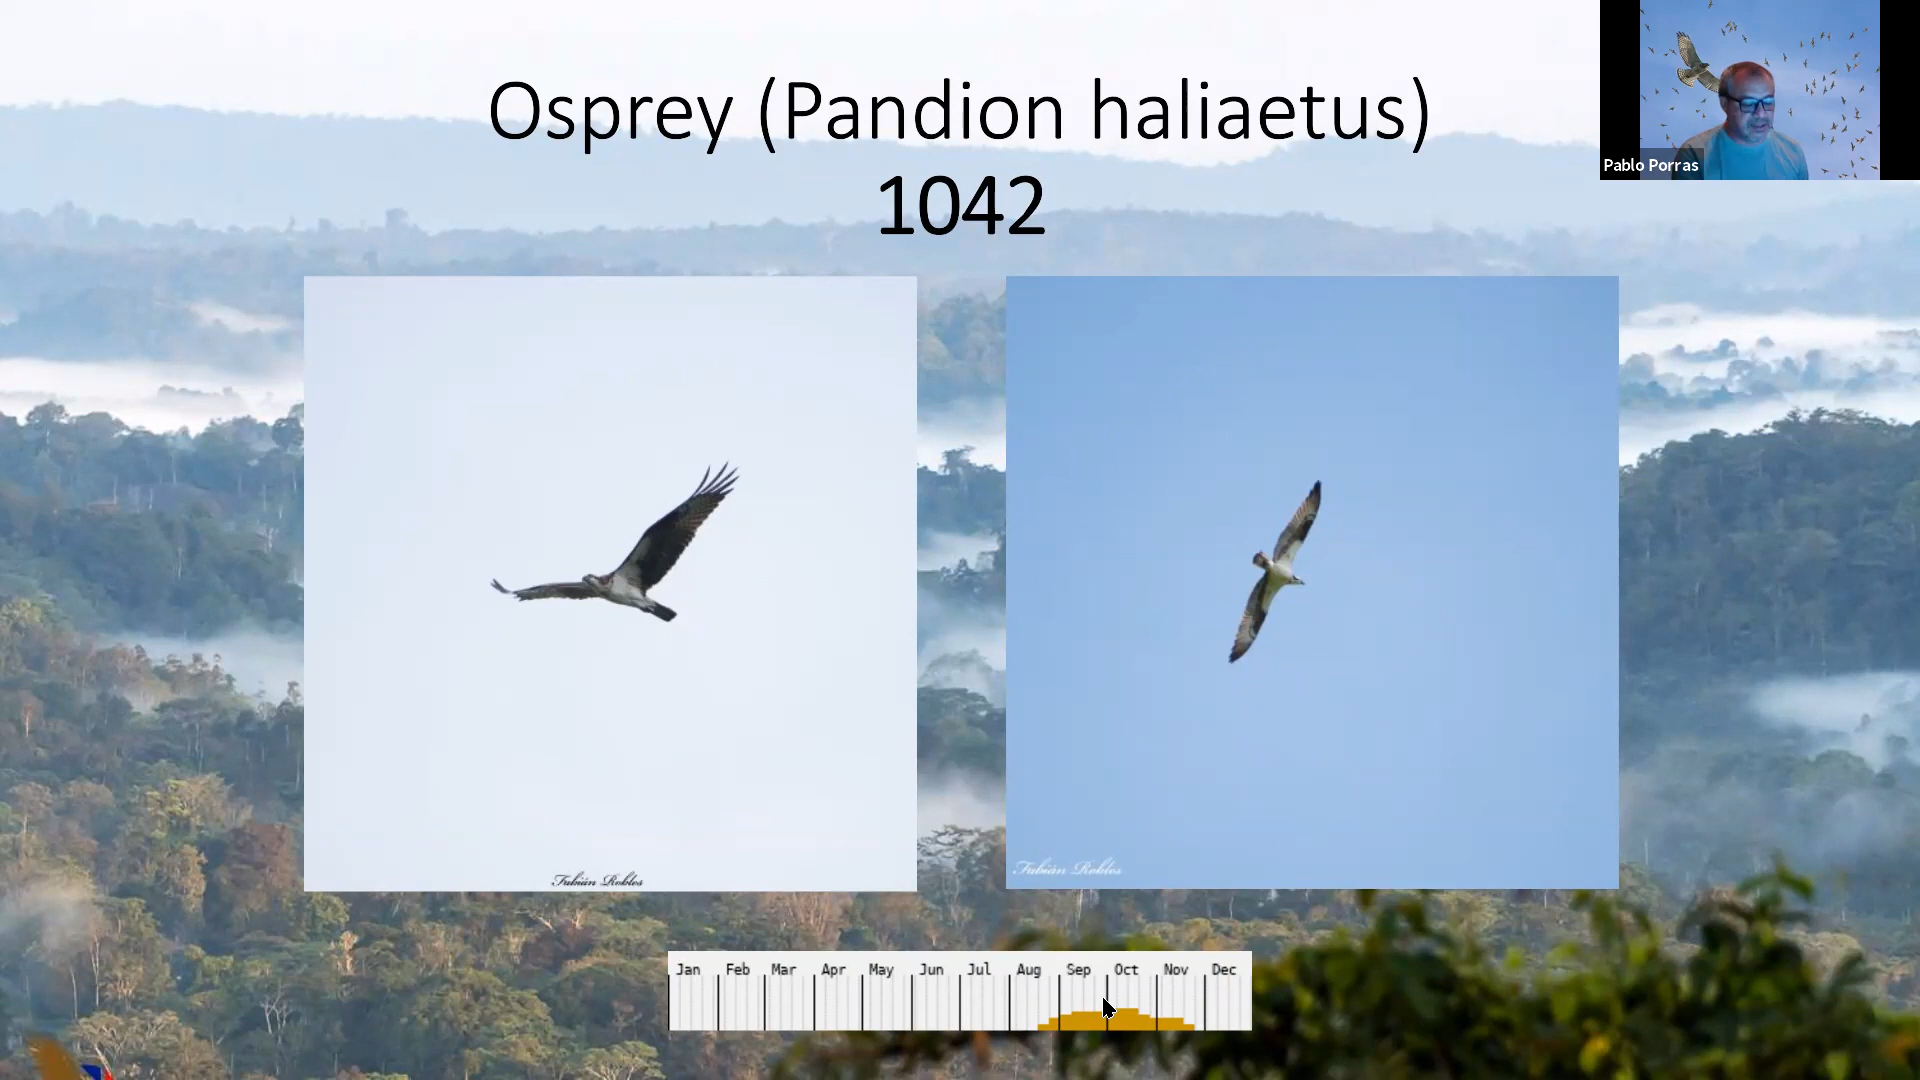 Osprey (Pandion haliaetus)
1042
Pablo Porras
Fabián Robles
Fabián Robles
Jan Feb Mar Apr May Jun Jul Aug Sep Oct Nov Dec